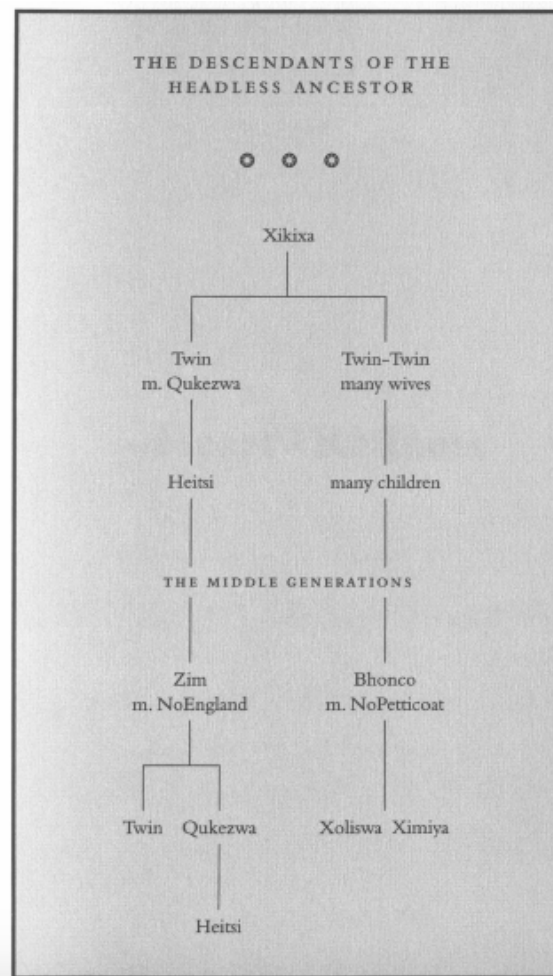 THE DESCENDANTS OF THE
HEADLESS ANCESTOR
Xikixa
Twin
m. Qukezwa
Twin-Twin
many wives
Heitsi
many children
THE MIDDLE GENERATIONS
Zim
m. NoEngland
Bhonco
m. NoPetticoat
Twin
Qukezwa
Xoliswa Ximiya
Heitsi